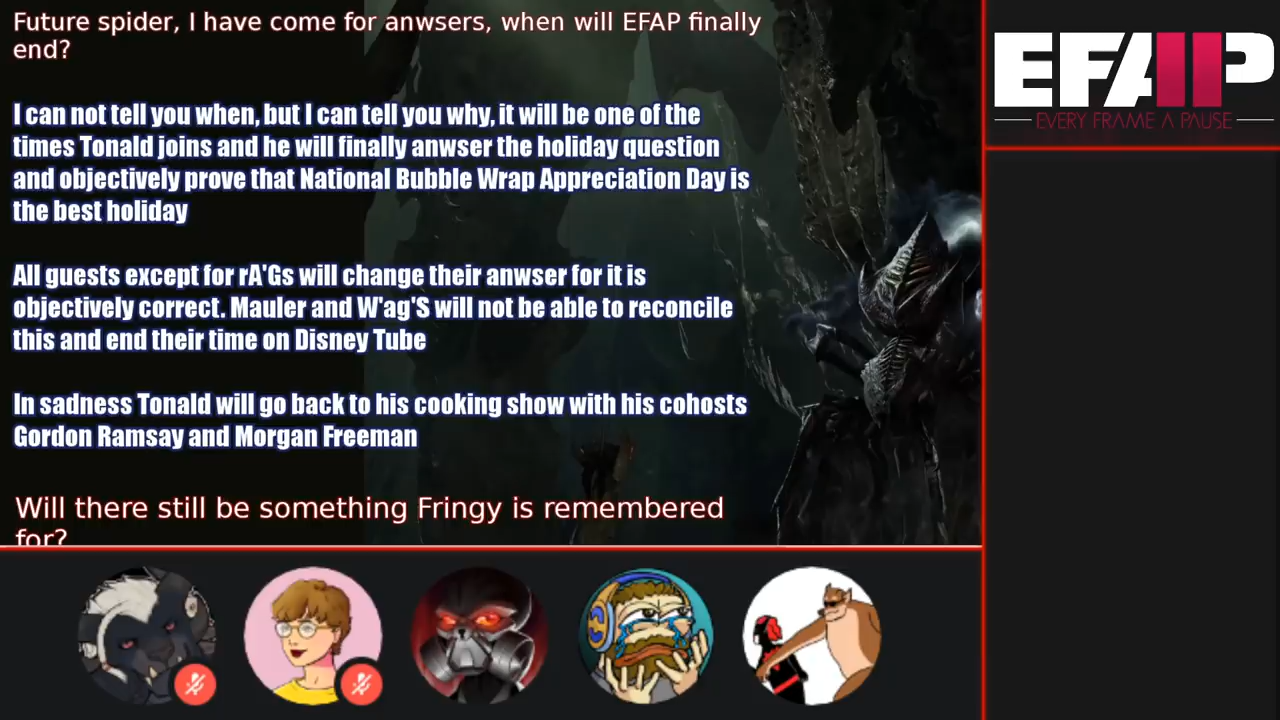 Future spider, I have come for anwsers, when will EFAP finally
end?
I can not tell you when, but I can tell you why, it will be one of the
times Tonald joins and he will finally anwser the holiday question
and objectively prove that National Bubble Wrap Appreciation Day is
the best holiday
All guests except for rA'Gs will change their anwser for it is
objectively correct. Mauler and W'ag'S will not be able to reconcile
this and end their time on Disney Tube
In sadness Tonald will go back to his cooking show with his cohosts
Gordon Ramsay and Morgan Freeman
Will there still be something Fringy is remembered
for?
EFAP
EVERY FRAME A PAUSE